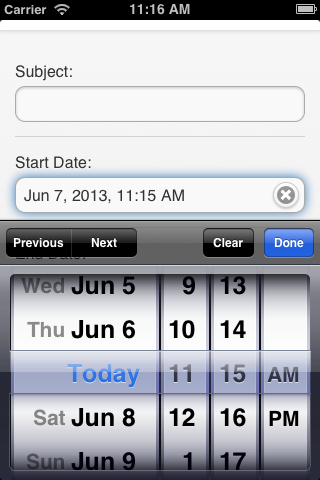 Carrier 11:16 AM
Subject:
Start Date:
Jun 7, 2013, 11:15 AM
Previous Next Clear Done
Wed Jun 5 9 13
Thu Jun 6 10 14
Today 11 15 AM
Sat Jun 8 12 16 PM
Sun Jun 9 1 17